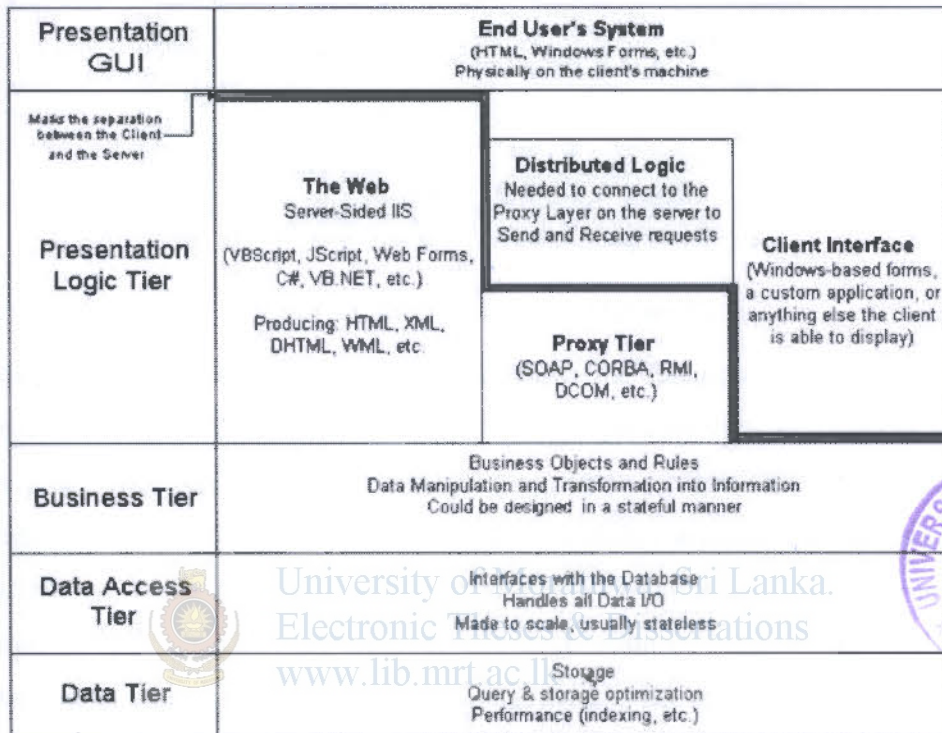 Presentation
GUI
End User's System
(HTML, Windows Forms, etc.)
Physically on the client's machine
Marks the separation
between the Client
and the Server
Presentation
Logic Tier
The Web
Server-Sided IIS
(VBScript, JScript, Web Forms,
C#, VB.NET, etc.)
Producing: HTML, XML,
DHTML, WML, etc.
Distributed Logic
Needed to connect to the
Proxy Layer on the server to
Send and Receive requests
Proxy Tier
(SOAP, CORBA, RMI,
DCOM, etc.)
Client Interface
(Windows-based forms,
a custom application, or
anything else the client
is able to display)
Business Tier
Business Objects and Rules
Data Manipulation and Transformation into Information
Could be designed in a stateful manner
Data Access
Tier
Interfaces with the Database
Handles all Data I/O
Made to scale, usually stateless
Data Tier
Storage
Query & storage optimization
Performance (indexing, etc.)
University of Moratuwa, Sri Lanka.
Electronic Theses & Dissertations
www.lib.mrt.ac.lk